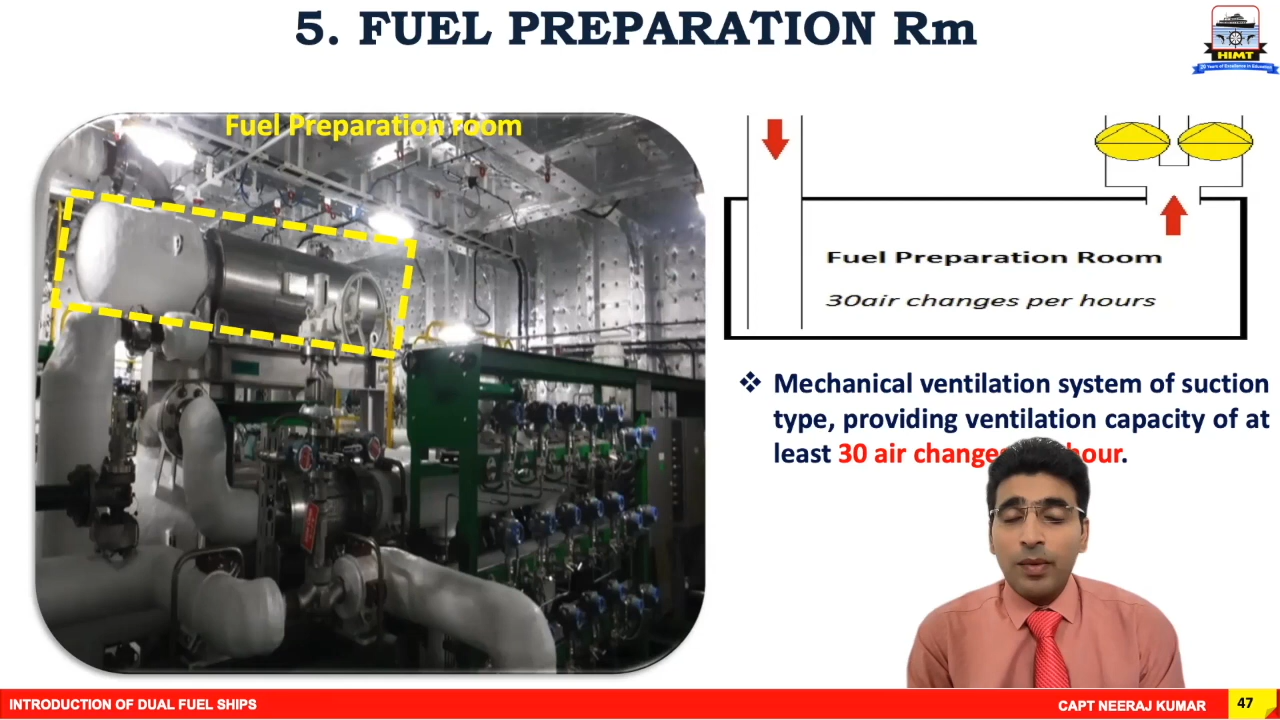 5. FUEL PREPARATION Rm
HIMT
Fuel Preparation room
Fuel Preparation Room
30air changes per hours
❖ Mechanical ventilation system of suction
type, providing ventilation capacity of at
least 30 air changes hour.
INTRODUCTION OF DUAL FUEL SHIPS
CAPT NEERAJ KUMAR
47